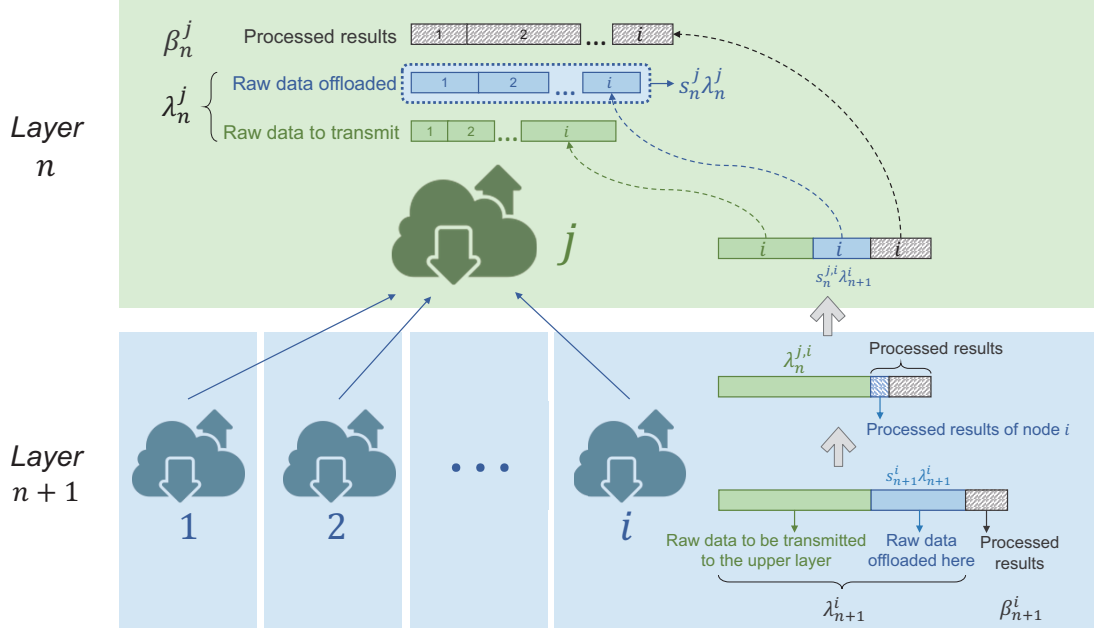 Layer
n
β_n^j
Processed results
1
2
...
i
λ_n^j
Raw data offloaded
1
2
...
i
s_n^j λ_n^j
Raw data to transmit
1
2
...
i
j
i
i
i
s_n^{j,i} λ_{n+1}^i
Layer
n + 1
1
2
...
i
λ_n^{j,i}
Processed results
Processed results of node i
s_{n+1}^i λ_{n+1}^i
Raw data to be transmitted
to the upper layer
Raw data
offloaded here
Processed
results
λ_{n+1}^i
β_{n+1}^i